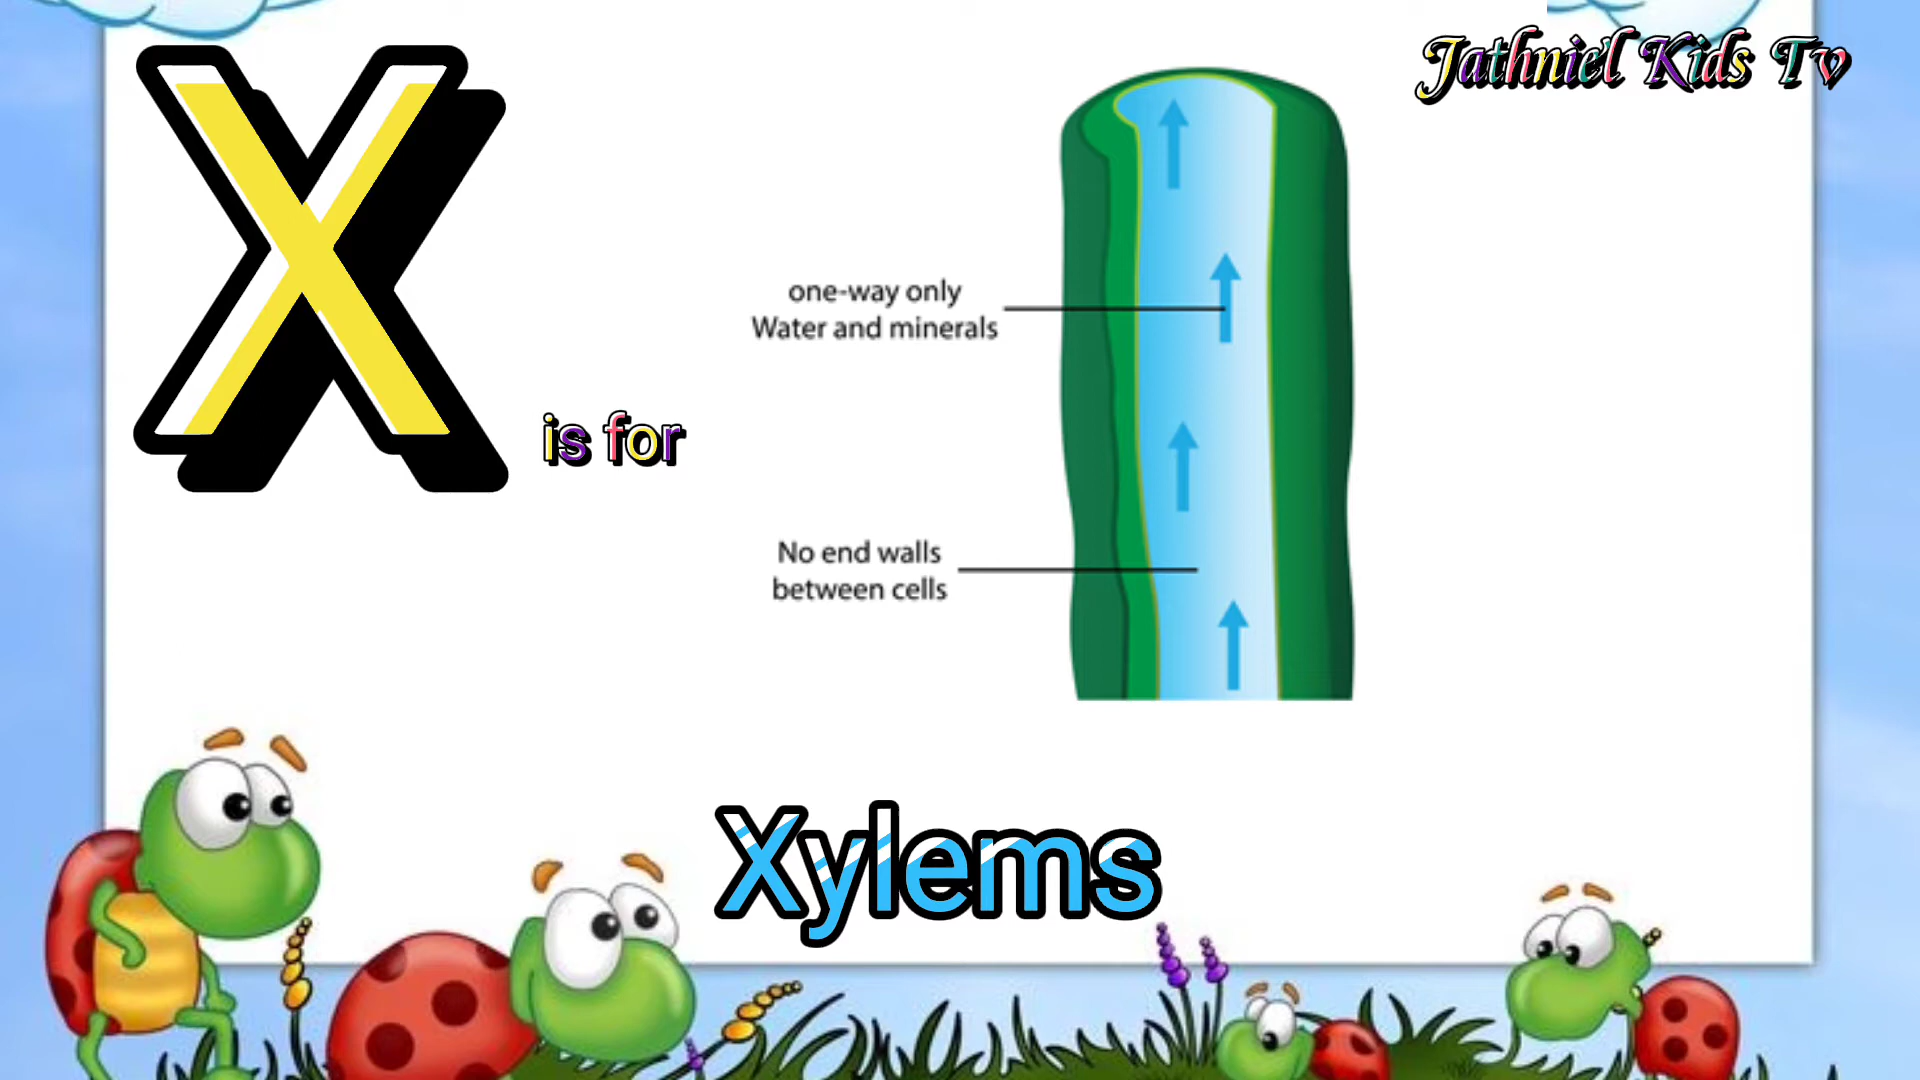 Jathniel Kids Tv
X is for
one-way only
Water and minerals
No end walls
between cells
Xylems